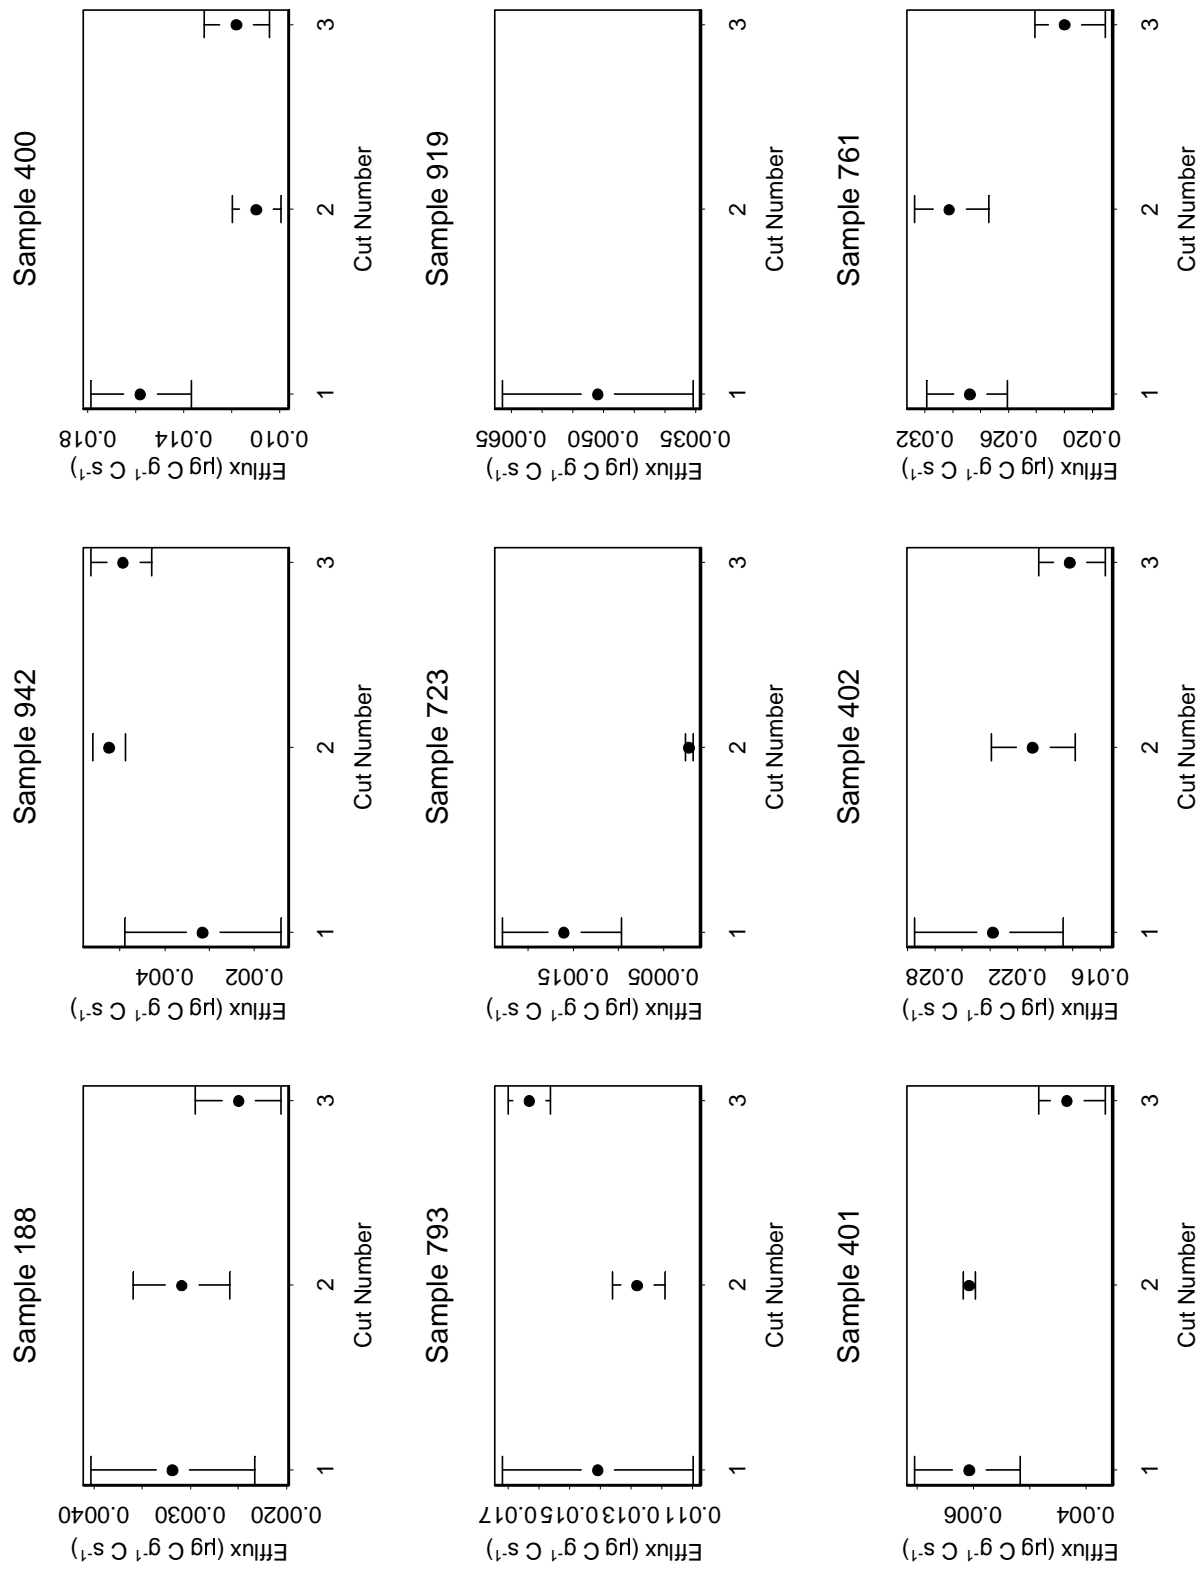 Sample 188
Efflux (µg C g⁻¹ C s⁻¹)
0.0040
0.0030
0.0020
1 2 3
Cut Number
Sample 942
Efflux (µg C g⁻¹ C s⁻¹)
0.004
0.002
1 2 3
Cut Number
Sample 400
Efflux (µg C g⁻¹ C s⁻¹)
0.018
0.014
0.010
1 2 3
Cut Number
Sample 793
Efflux (µg C g⁻¹ C s⁻¹)
0.017
0.015
0.013
0.011
1 2 3
Cut Number
Sample 723
Efflux (µg C g⁻¹ C s⁻¹)
0.0015
0.0005
1 2 3
Cut Number
Sample 919
Efflux (µg C g⁻¹ C s⁻¹)
0.0065
0.0050
0.0035
1 2 3
Cut Number
Sample 401
Efflux (µg C g⁻¹ C s⁻¹)
0.006
0.004
1 2 3
Cut Number
Sample 402
Efflux (µg C g⁻¹ C s⁻¹)
0.028
0.022
0.016
1 2 3
Cut Number
Sample 761
Efflux (µg C g⁻¹ C s⁻¹)
0.032
0.026
0.020
1 2 3
Cut Number